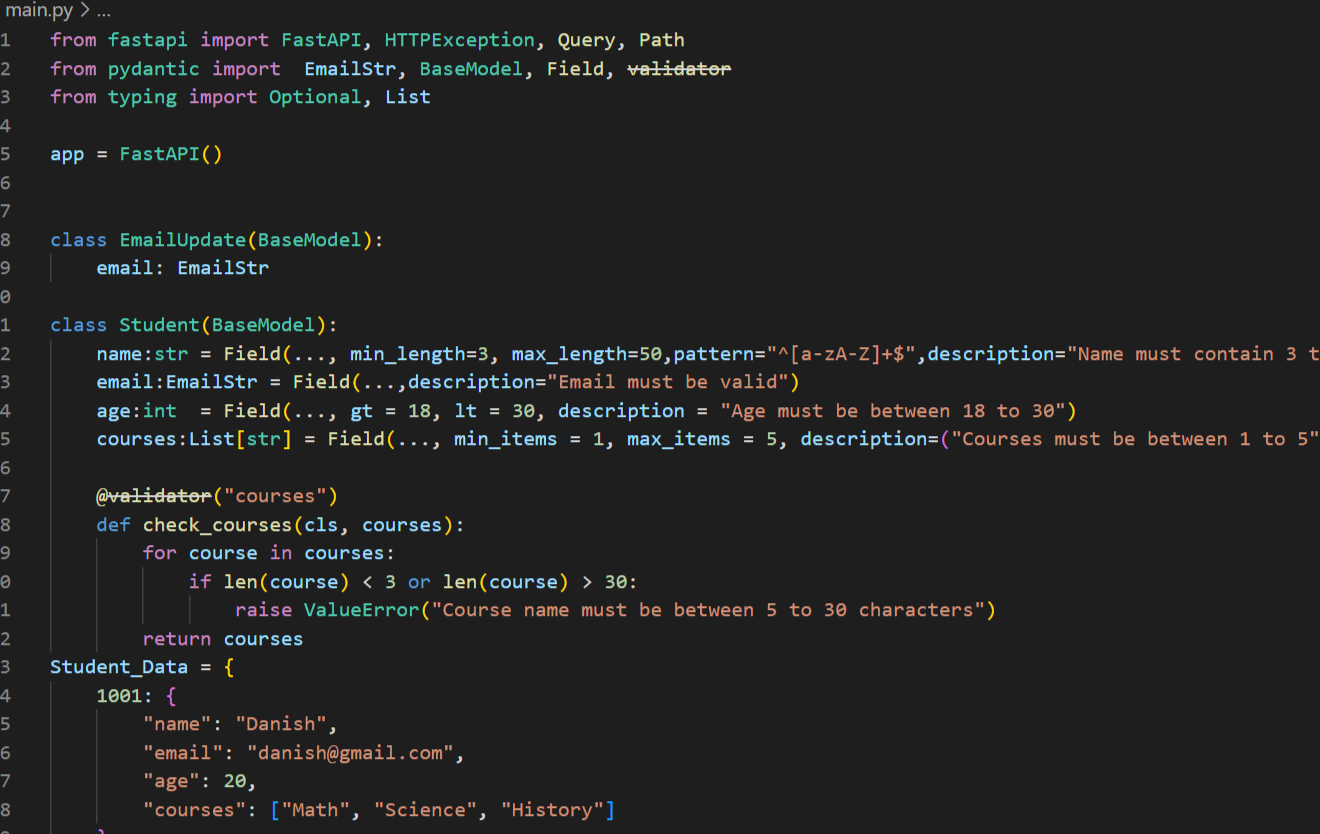 main.py > ...
1 from fastapi import FastAPI, HTTPException, Query, Path
2 from pydantic import  EmailStr, BaseModel, Field, validator
3 from typing import Optional, List
4
5 app = FastAPI()
6
7
8 class EmailUpdate(BaseModel):
9     email: EmailStr
0
1 class Student(BaseModel):
2     name:str = Field(..., min_length=3, max_length=50,pattern="^[a-zA-Z]+$",description="Name must contain 3 t
3     email:EmailStr = Field(...,description="Email must be valid")
4     age:int  = Field(..., gt = 18, lt = 30, description = "Age must be between 18 to 30")
5     courses:List[str] = Field(..., min_items = 1, max_items = 5, description=("Courses must be between 1 to 5"
6
7     @validator("courses")
8     def check_courses(cls, courses):
9         for course in courses:
0             if len(course) < 3 or len(course) > 30:
1                 raise ValueError("Course name must be between 5 to 30 characters")
2         return courses
3 Student_Data = {
4     1001: {
5         "name": "Danish",
6         "email": "danish@gmail.com",
7         "age": 20,
8         "courses": ["Math", "Science", "History"]